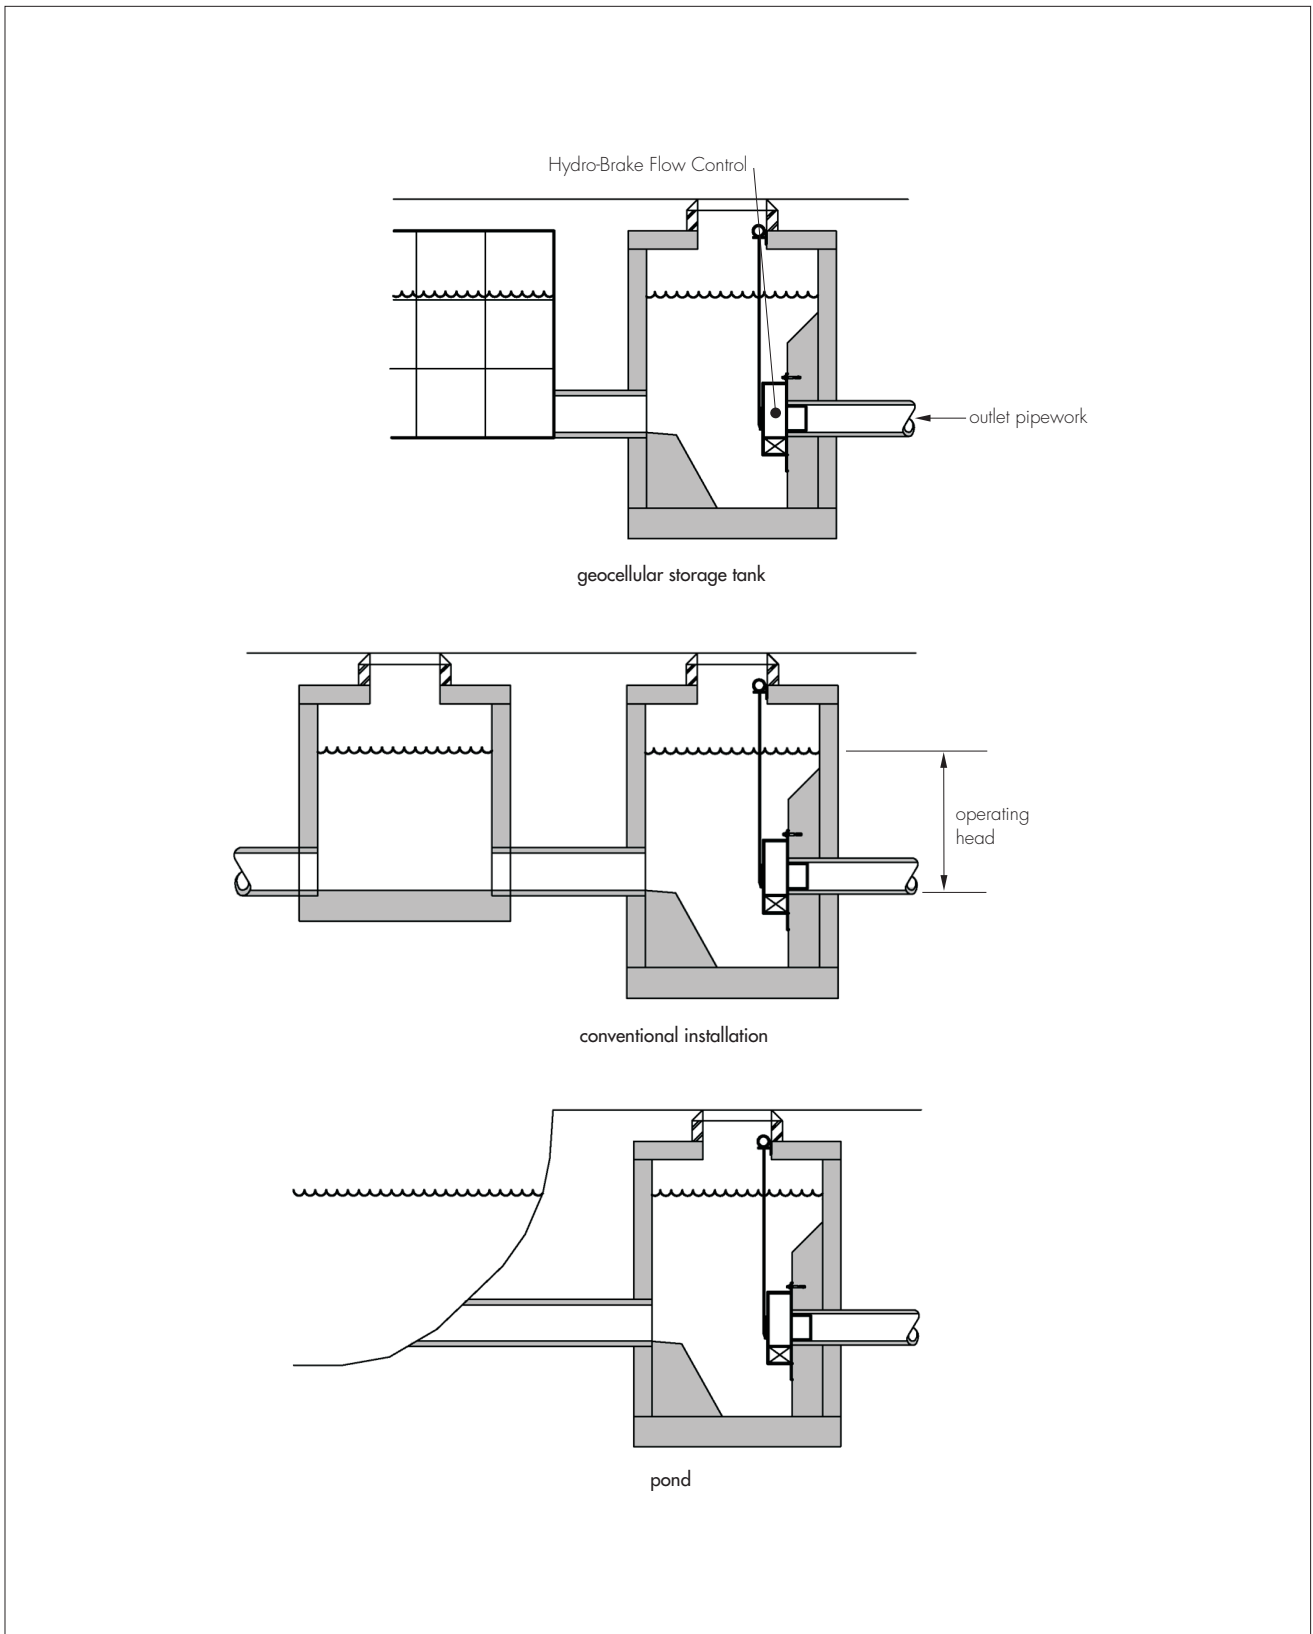 Hydro-Brake Flow Control
outlet pipework
geocellular storage tank
operating
head
conventional installation
pond